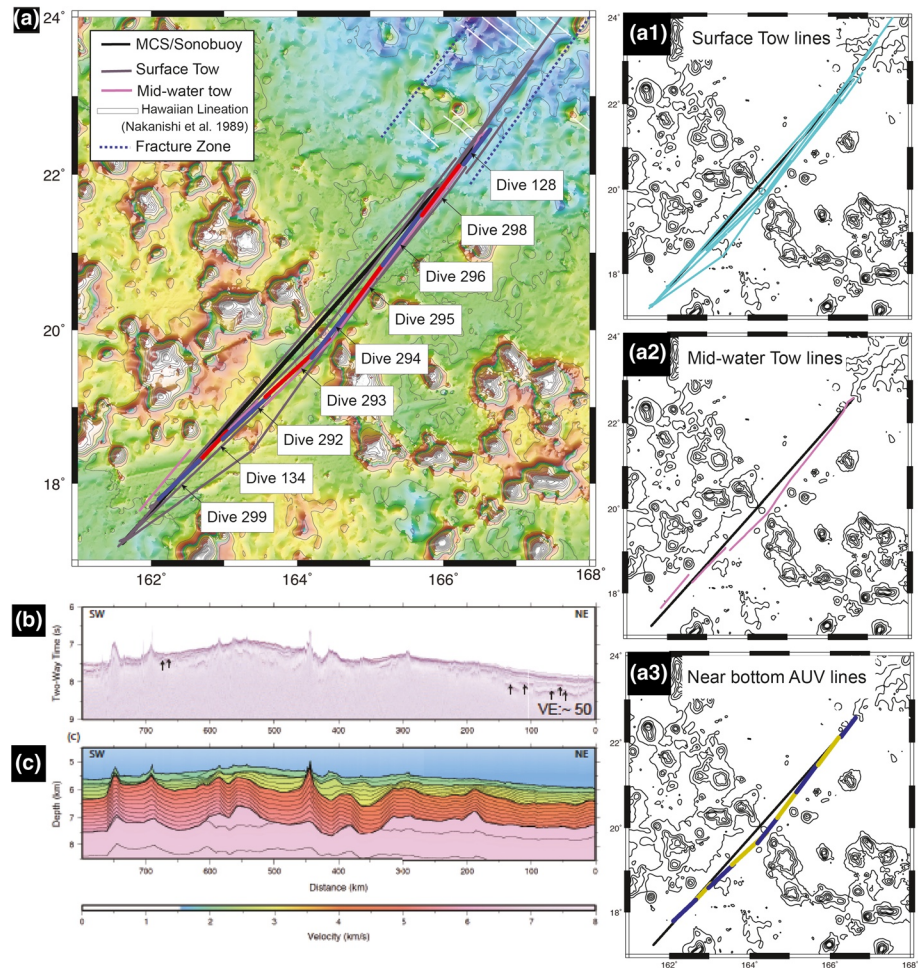 (a)
24°
22°
20°
18°
162°
164°
166°
168°
MCS/Sonobuoy
Surface Tow
Mid-water tow
Hawaiian Lineation
(Nakanishi et al. 1989)
Fracture Zone
Dive 128
Dive 298
Dive 296
Dive 295
Dive 294
Dive 293
Dive 292
Dive 134
Dive 299
(a1)
Surface Tow lines
24°
22°
20°
18°
(a2)
Mid-water Tow lines
24°
22°
20°
18°
(a3)
Near bottom AUV lines
24°
22°
20°
18°
162°
164°
166°
168°
(b)
SW
NE
Two-Way Time (s)
6
7
8
9
VE:~ 50
700
600
500
400
300
200
100
0
(c)
(c)
SW
NE
Depth (km)
5
6
7
8
700
600
500
400
300
200
100
0
Distance (km)
0
1
2
3
4
5
6
7
8
Velocity (km/s)